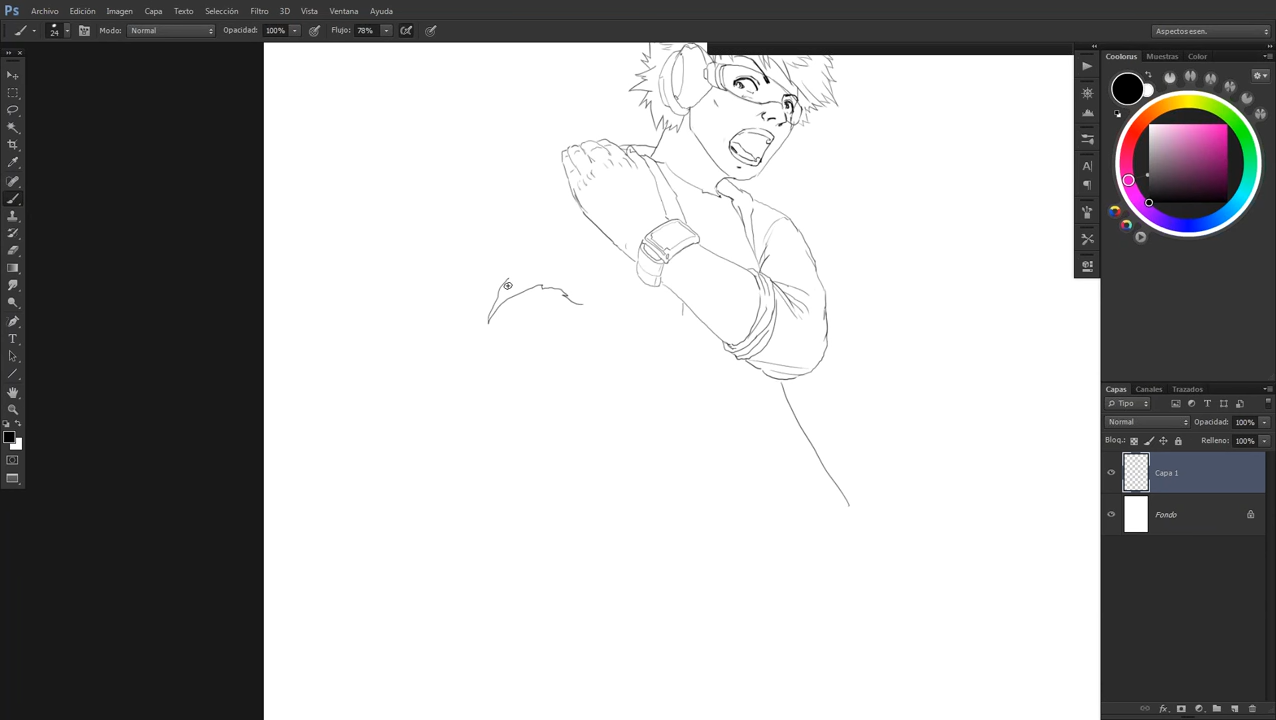 Ps Archivo Edición Imagen Capa Texto Selección Filtro 3D Vista Ventana Ayuda
24 Modo: Normal Opacidad: 100% Flujo: 78% Aspectos esen.
Coolorus Muestras Color
Capas Canales Trazados
Tipo
Normal Opacidad: 100%
Bloq.: Relleno: 100%
Capa 1
Fondo